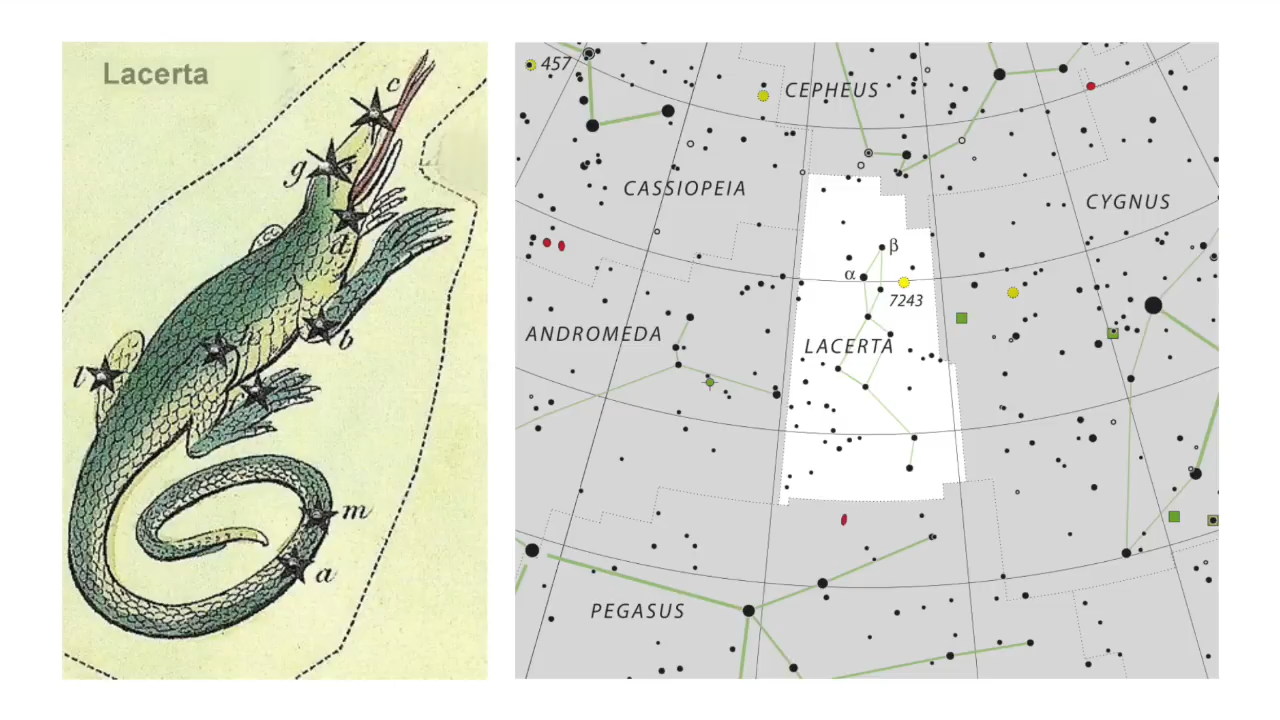 Lacerta
c
g
d
b
l
m
a
457
CEPHEUS
CASSIOPEIA
CYGNUS
β
α
7243
ANDROMEDA
LACERTA
PEGASUS